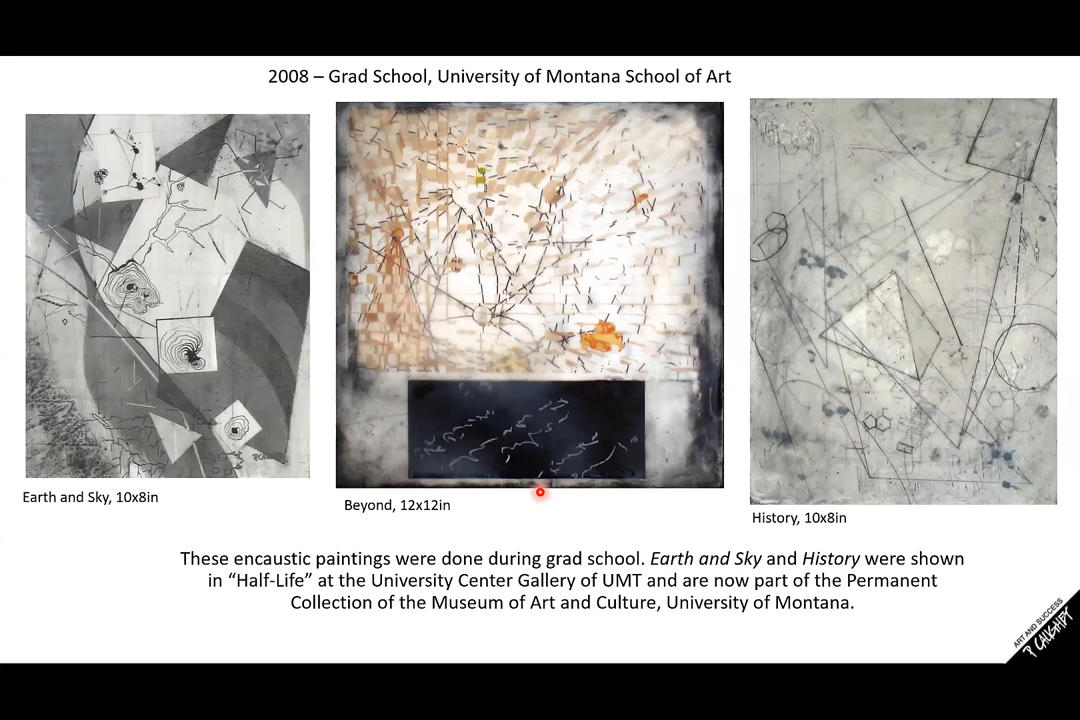 2008 – Grad School, University of Montana School of Art
Earth and Sky, 10x8in
Beyond, 12x12in
History, 10x8in
These encaustic paintings were done during grad school. Earth and Sky and History were shown
in “Half-Life” at the University Center Gallery of UMT and are now part of the Permanent
Collection of the Museum of Art and Culture, University of Montana.
ART AND SUCCESS
P CAUGHEY